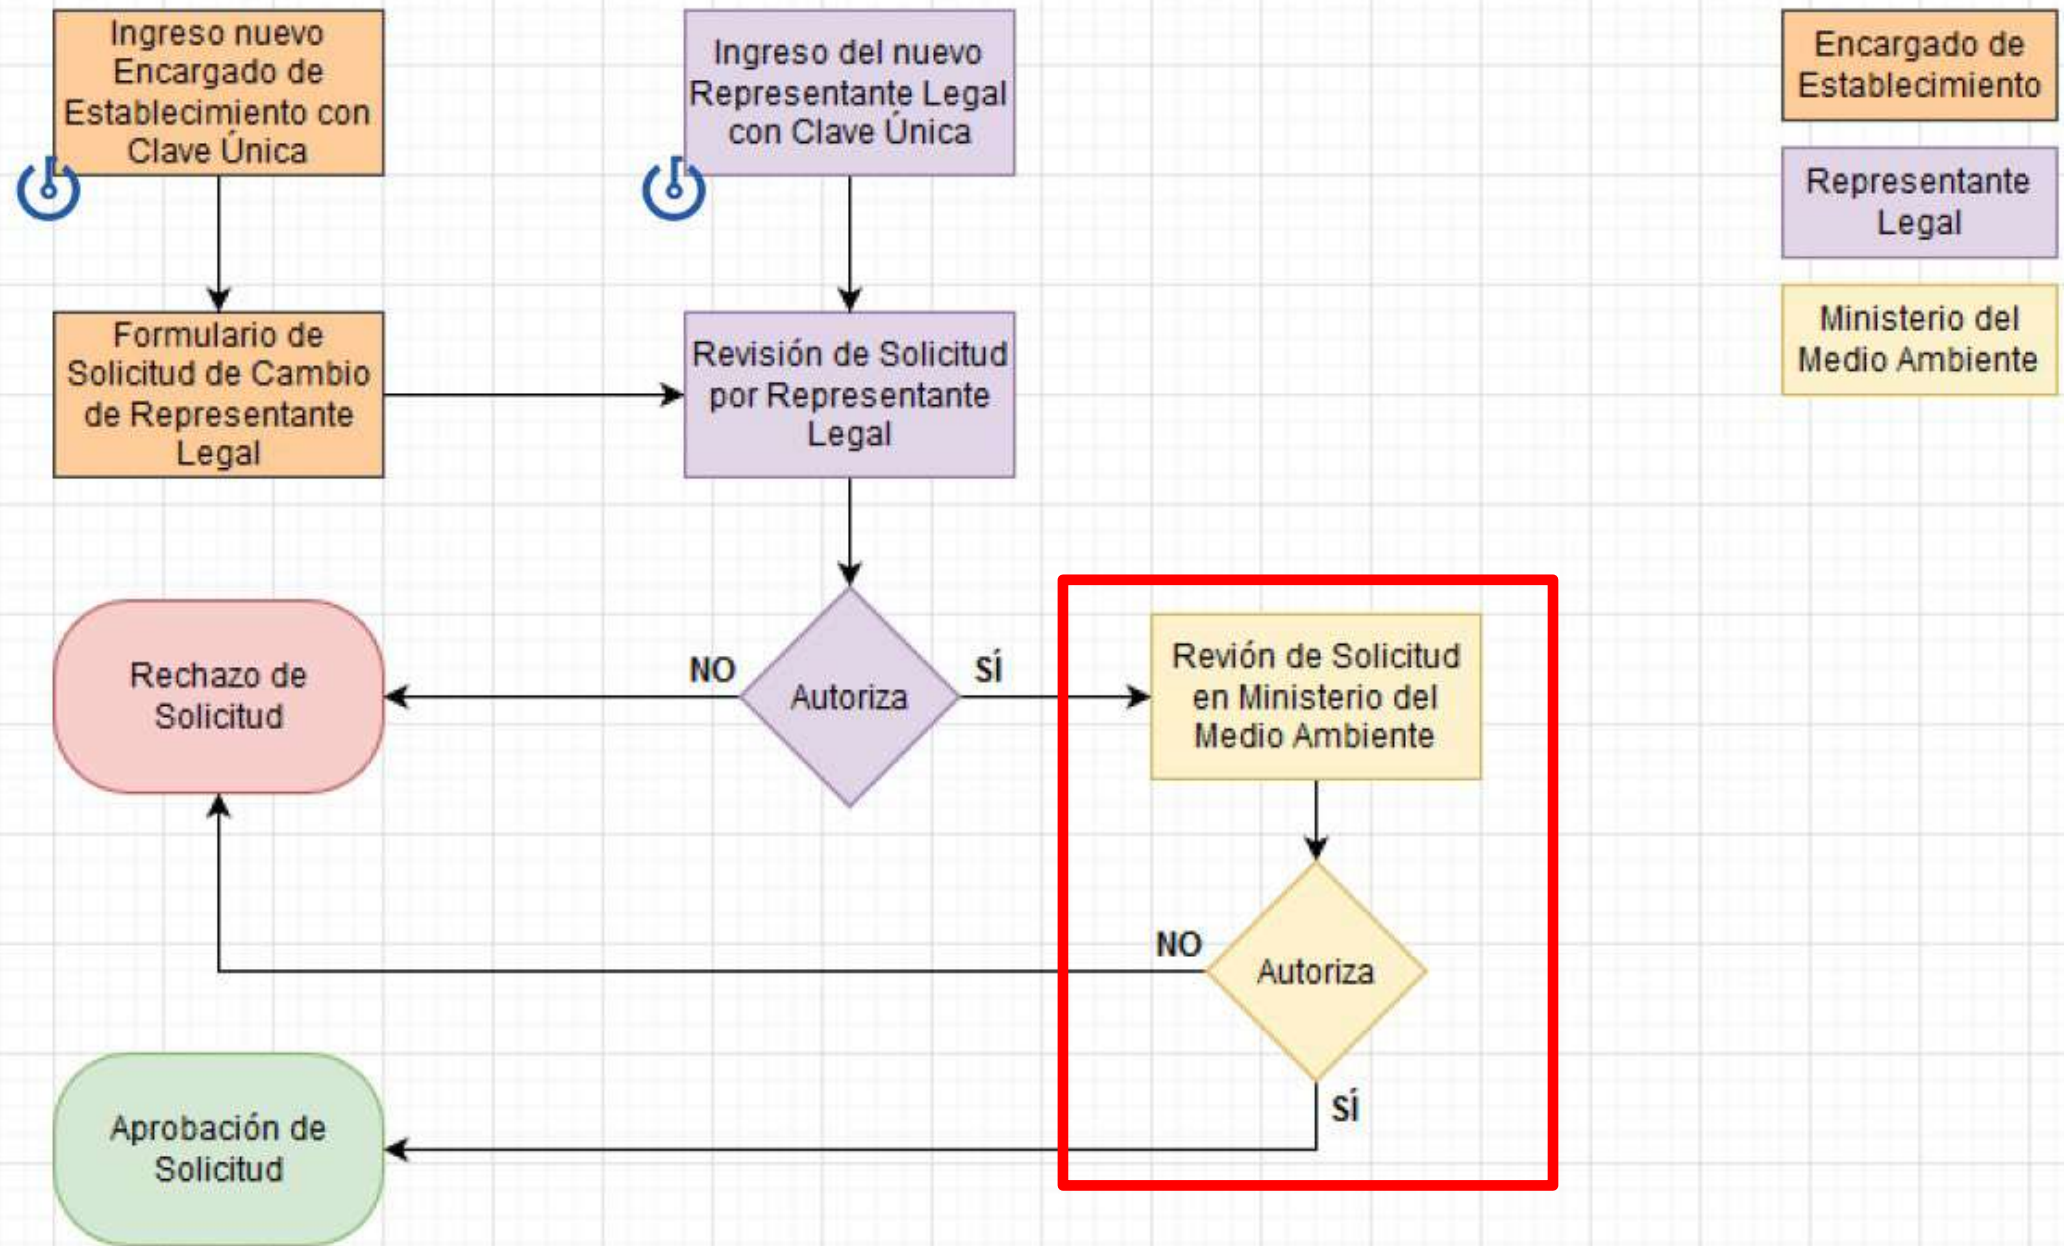 Ingreso nuevo
Encargado de
Establecimiento con
Clave Única
Ingreso del nuevo
Representante Legal
con Clave Única
Encargado de
Establecimiento
Representante
Legal
Ministerio del
Medio Ambiente
Formulario de
Solicitud de Cambio
de Representante
Legal
Revisión de Solicitud
por Representante
Legal
Rechazo de
Solicitud
NO
Autoriza
SÍ
Revión de Solicitud
en Ministerio del
Medio Ambiente
NO
Autoriza
SÍ
Aprobación de
Solicitud